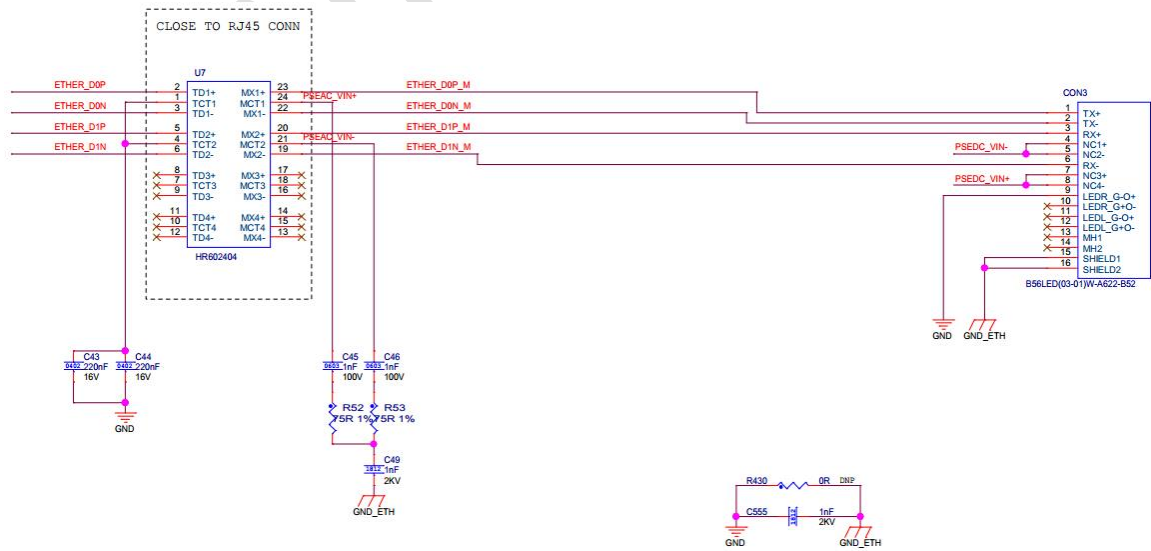 CLOSE TO RJ45 CONN
U7
ETHER_D0P 2 TD1+ MX1+ 23 ETHER_D0P_M
1 TCT1 MCT1 24 PSEAC_VIN+
ETHER_D0N 3 TD1- MX1- 22 ETHER_D0N_M
ETHER_D1P 5 TD2+ MX2+ 20 ETHER_D1P_M
4 TCT2 MCT2 21 PSEAC_VIN-
ETHER_D1N 6 TD2- MX2- 19 ETHER_D1N_M
8 TD3+ MX3+ 17
7 TCT3 MCT3 18
9 TD3- MX3- 16
11 TD4+ MX4+ 14
10 TCT4 MCT4 15
12 TD4- MX4- 13
HR602404
CON3
1 TX+
2 TX-
3 RX+
4 NC1+
PSEDC_VIN- 5 NC2-
6 RX-
7 NC3+
PSEDC_VIN+ 8 NC4-
9 LEDR_G-O+
10 LEDR_G+O-
11 LEDL_G-O+
12 LEDL_G+O-
13 MH1
14 MH2
15 SHIELD1
16 SHIELD2
B56LED(03-01)W-A622-B52
GND GND_ETH
C43 C44 C45 C46
0402 220nF 0402 220nF 0603 1nF 0603 1nF
16V 16V 100V 100V
R52 R53
75R 1% 75R 1%
GND
C49
1812 1nF
2KV
GND_ETH
R430 0R DNP
C555 1812 1nF
2KV
GND GND_ETH